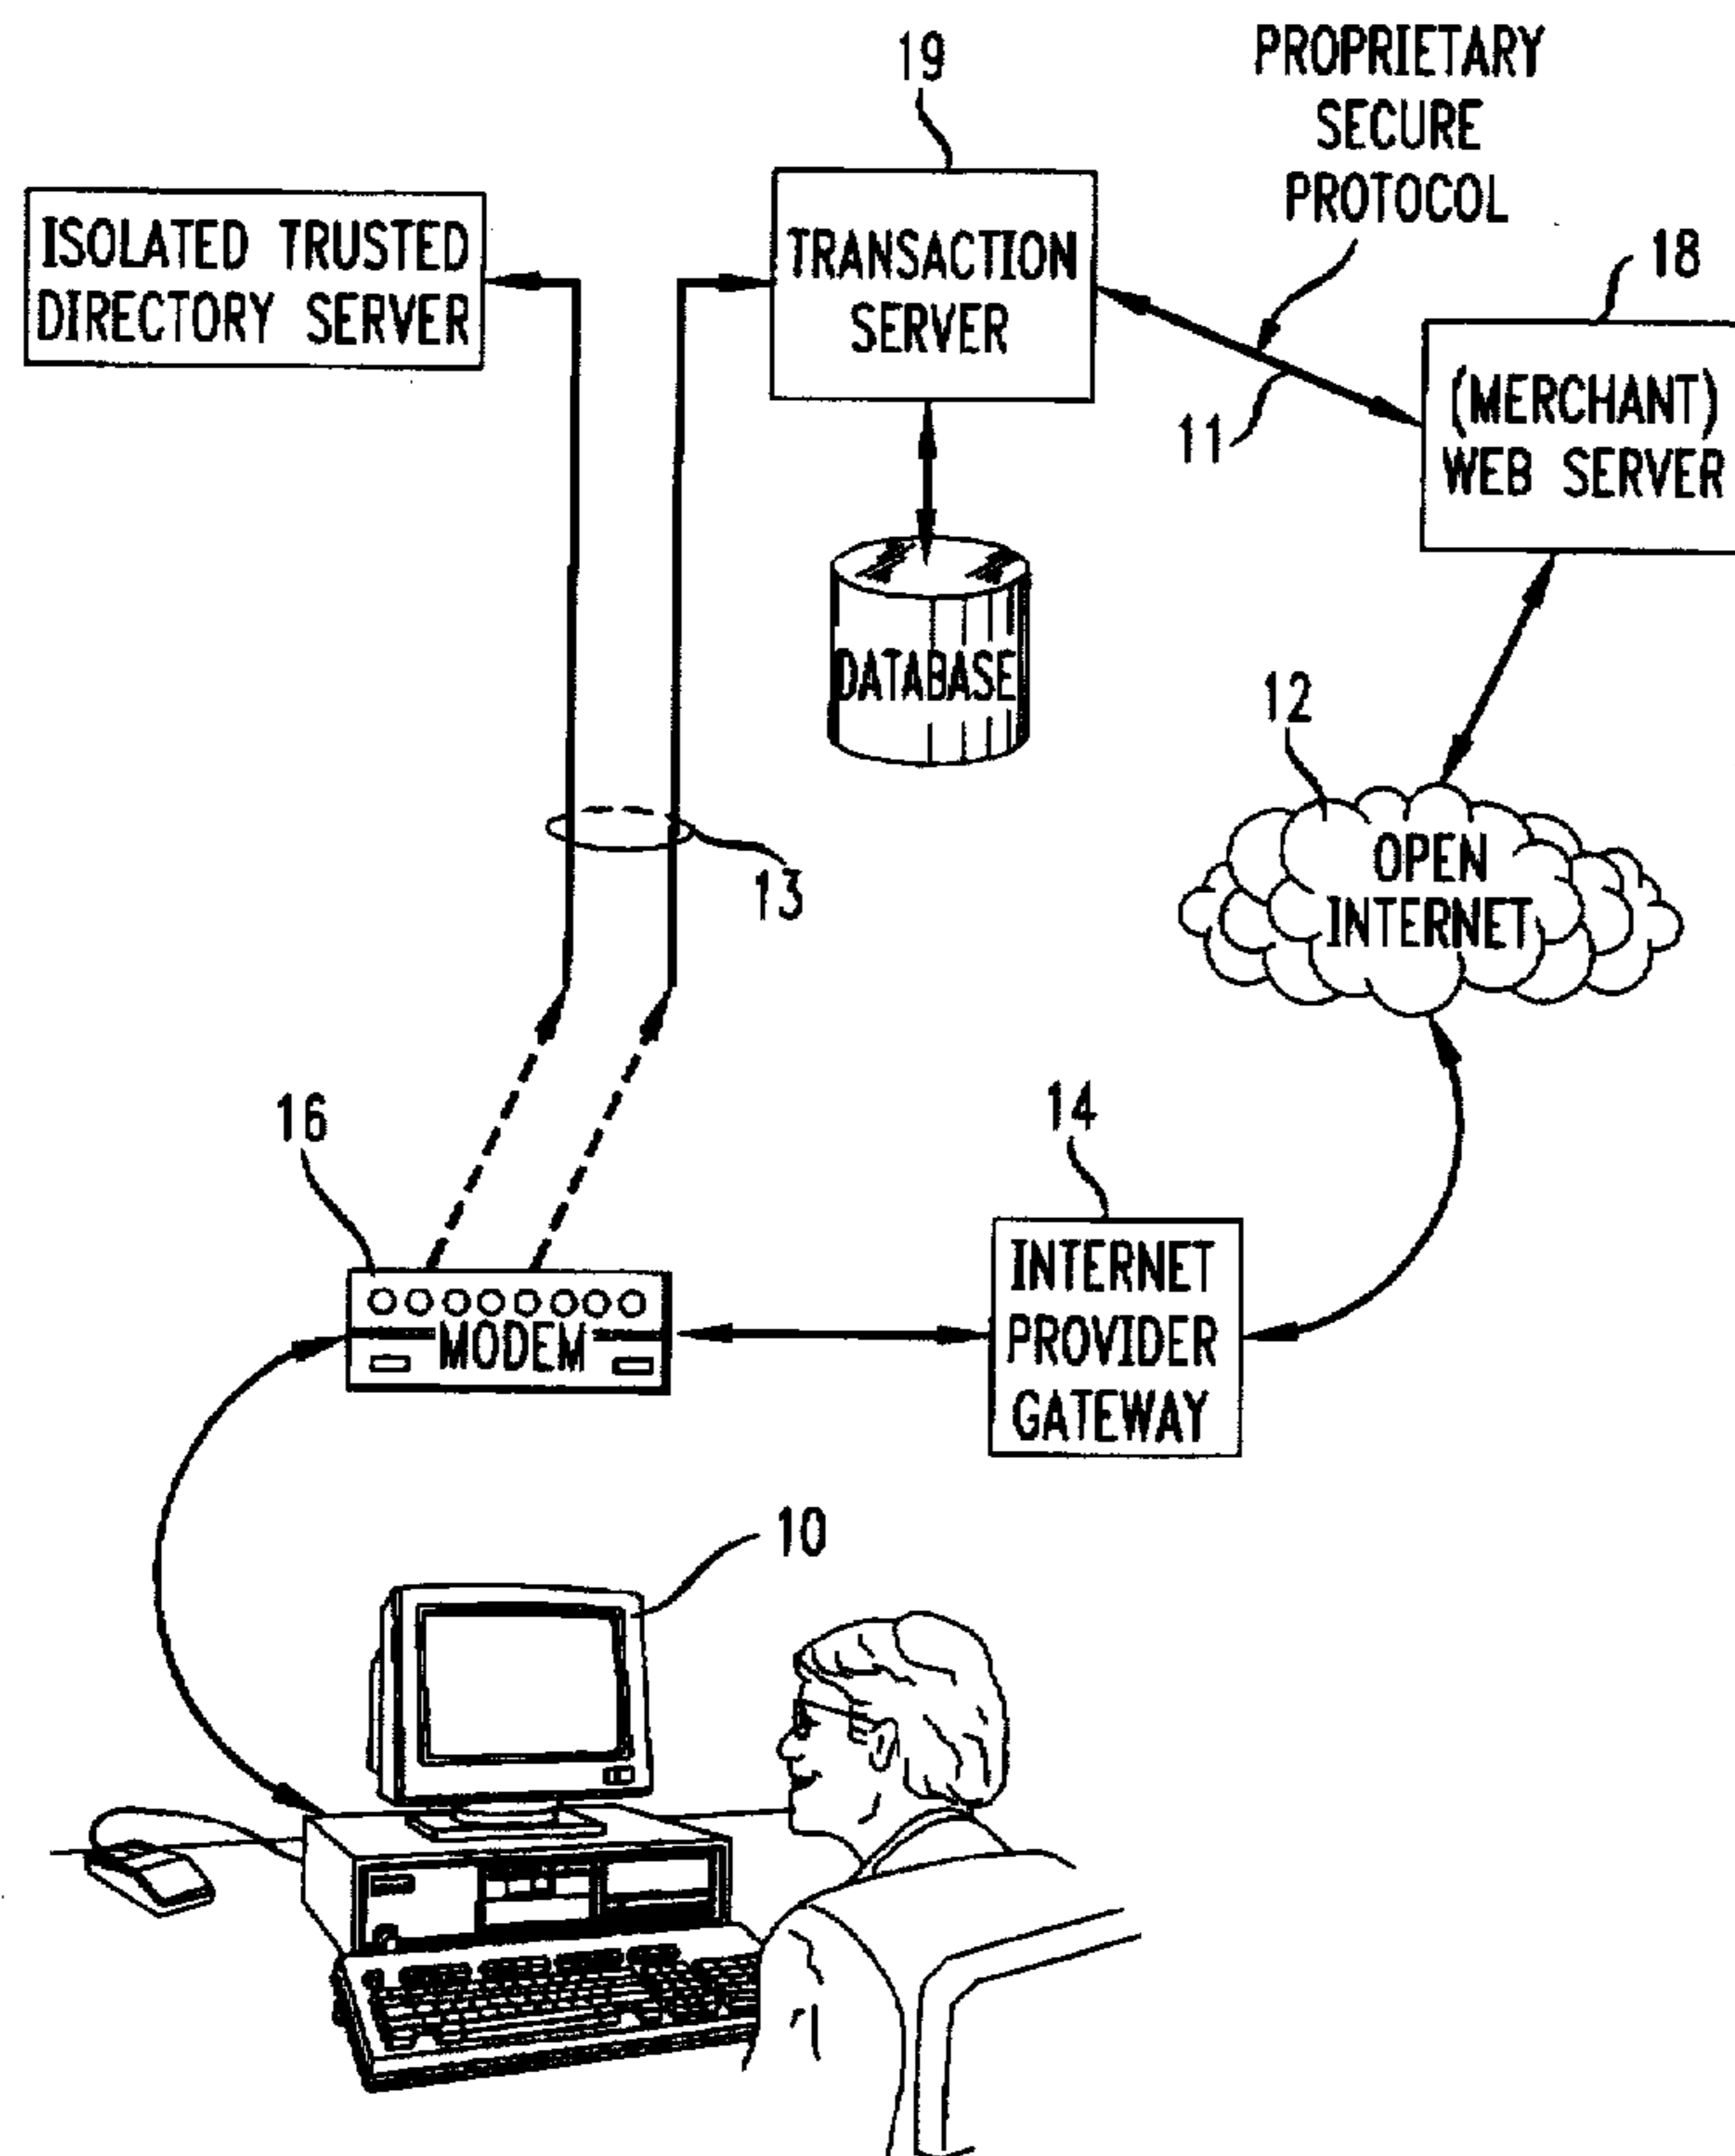 19
PROPRIETARY
SECURE
PROTOCOL
ISOLATED TRUSTED
DIRECTORY SERVER
TRANSACTION
SERVER
18
11
(MERCHANT)
WEB SERVER
DATABASE
12
OPEN
INTERNET
13
16
14
MODEM
INTERNET
PROVIDER
GATEWAY
10